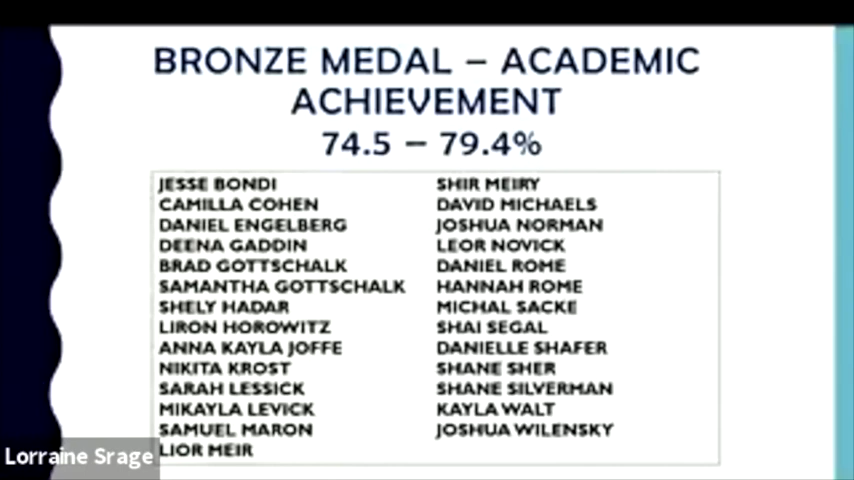 BRONZE MEDAL – ACADEMIC
ACHIEVEMENT
74.5 – 79.4%
JESSE BONDI
CAMILLA COHEN
DANIEL ENGELBERG
DEENA GADDIN
BRAD GOTTSCHALK
SAMANTHA GOTTSCHALK
SHELY HADAR
LIRON HOROWITZ
ANNA KAYLA JOFFE
NIKITA KROST
SARAH LESSICK
MIKAYLA LEVICK
SAMUEL MARON
LIOR MEIR
SHIR MEIRY
DAVID MICHAELS
JOSHUA NORMAN
LEOR NOVICK
DANIEL ROME
HANNAH ROME
MICHAL SACKE
SHAI SEGAL
DANIELLE SHAFER
SHANE SHER
SHANE SILVERMAN
KAYLA WALT
JOSHUA WILENSKY
Lorraine Srage